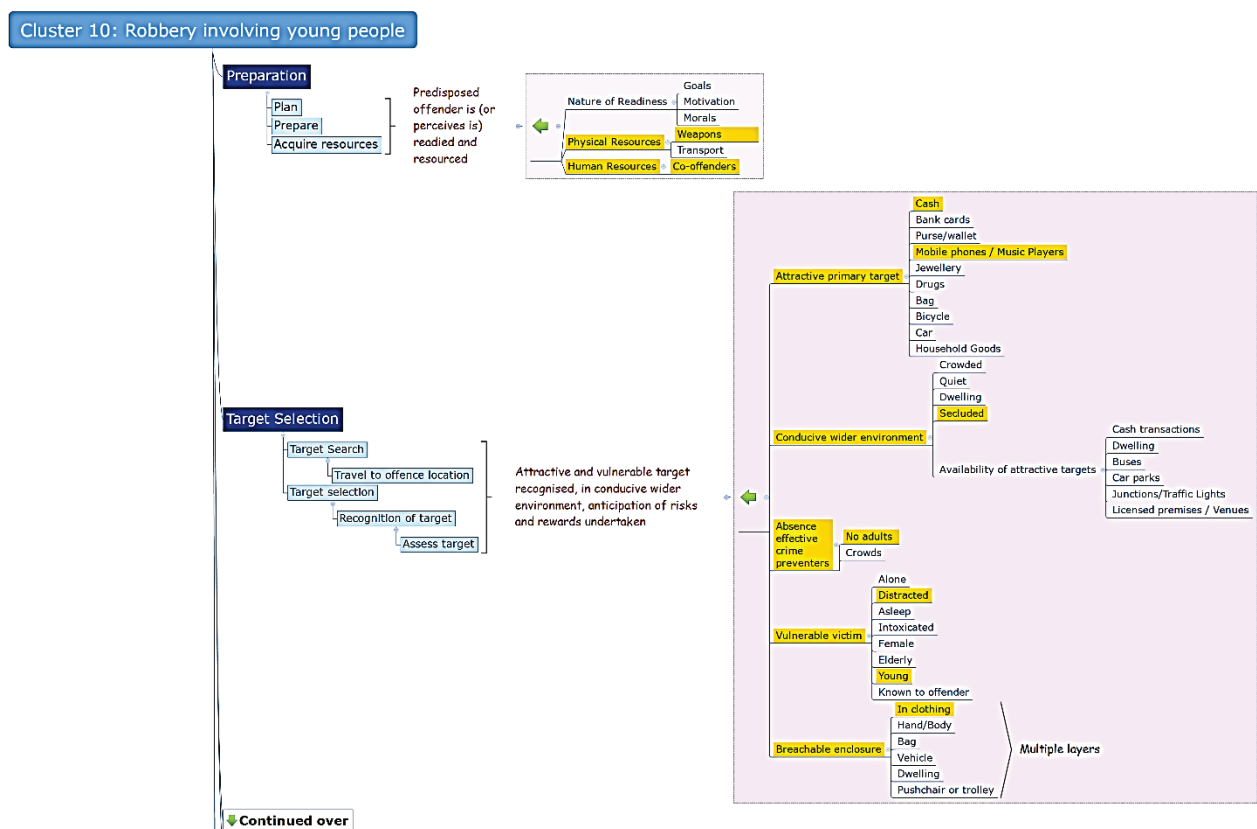 Cluster 10: Robbery involving young people
Preparation
Plan
Prepare
Acquire resources
Predisposed
offender is (or
perceives is)
readied and
resourced
Nature of Readiness
Goals
Motivation
Morals
Physical Resources
Weapons
Transport
Human Resources
Co-offenders
Target Selection
Target Search
Travel to offence location
Target selection
Recognition of target
Assess target
Attractive and vulnerable target
recognised, in conducive wider
environment, anticipation of risks
and rewards undertaken
Attractive primary target
Cash
Bank cards
Purse/wallet
Mobile phones / Music Players
Jewellery
Drugs
Bag
Bicycle
Car
Household Goods
Conducive wider environment
Crowded
Quiet
Dwelling
Secluded
Availability of attractive targets
Cash transactions
Dwelling
Buses
Car parks
Junctions/Traffic Lights
Licensed premises / Venues
Absence
effective
crime
preventers
No adults
Crowds
Vulnerable victim
Alone
Distracted
Asleep
Intoxicated
Female
Elderly
Young
Known to offender
Breachable enclosure
In clothing
Hand/Body
Bag
Vehicle
Dwelling
Pushchair or trolley
Multiple layers
Continued over